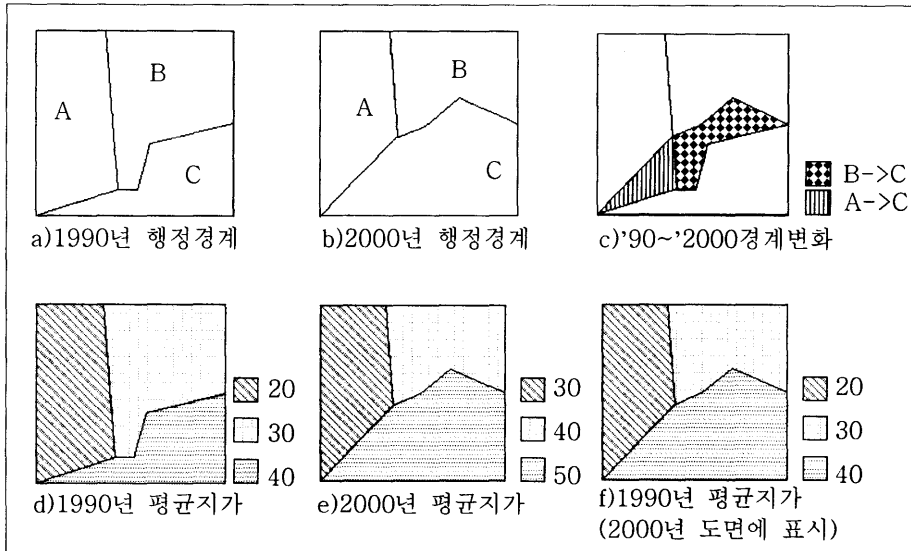 A
B
C
a)1990년 행정경계
A
B
C
b)2000년 행정경계
B->C
A->C
c)'90~'2000경계변화
20
30
40
d)1990년 평균지가
30
40
50
e)2000년 평균지가
20
30
40
f)1990년 평균지가
(2000년 도면에 표시)